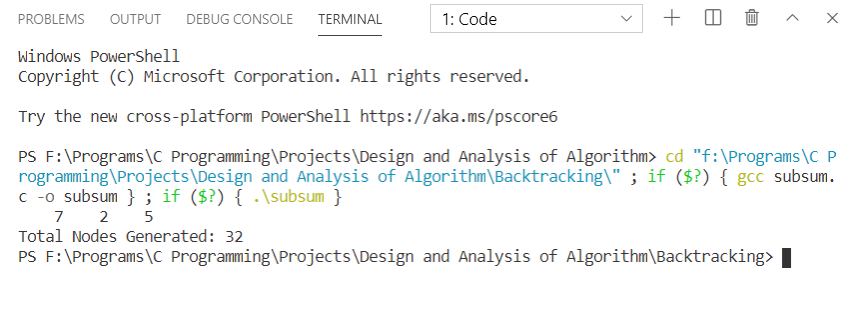 PROBLEMS OUTPUT DEBUG CONSOLE TERMINAL 1: Code
Windows PowerShell
Copyright (C) Microsoft Corporation. All rights reserved.
Try the new cross-platform PowerShell https://aka.ms/pscore6
PS F:\Programs\C Programming\Projects\Design and Analysis of Algorithm> cd "f:\Programs\C P
rogramming\Projects\Design and Analysis of Algorithm\Backtracking\" ; if ($?) { gcc subsum.
c -o subsum } ; if ($?) { .\subsum }
7 2 5
Total Nodes Generated: 32
PS F:\Programs\C Programming\Projects\Design and Analysis of Algorithm\Backtracking>